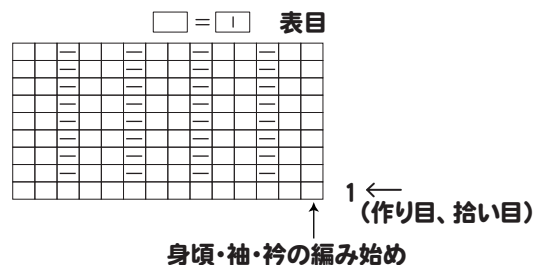 □ = | 表目
1 ←
(作り目、拾い目)
身頃・袖・衿の編み始め